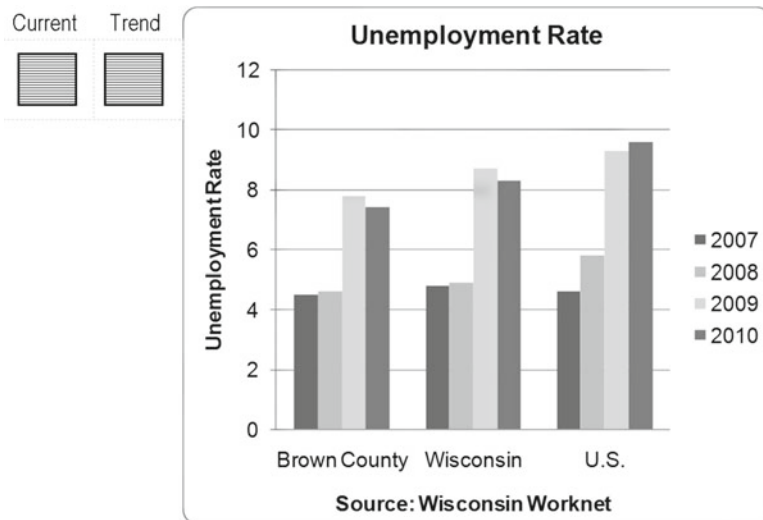 Current Trend
Unemployment Rate
12
10
8
6
4
2
0
Unemployment Rate
2007
2008
2009
2010
Brown County Wisconsin U.S.
Source: Wisconsin Worknet